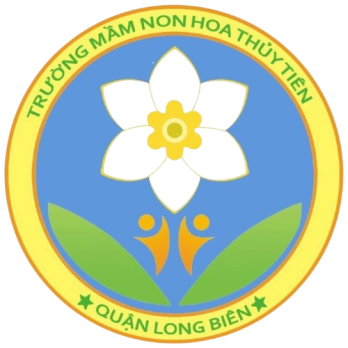 TRƯỜNG MẦM NON HOA THỦY TIÊN
QUẬN LONG BIÊN